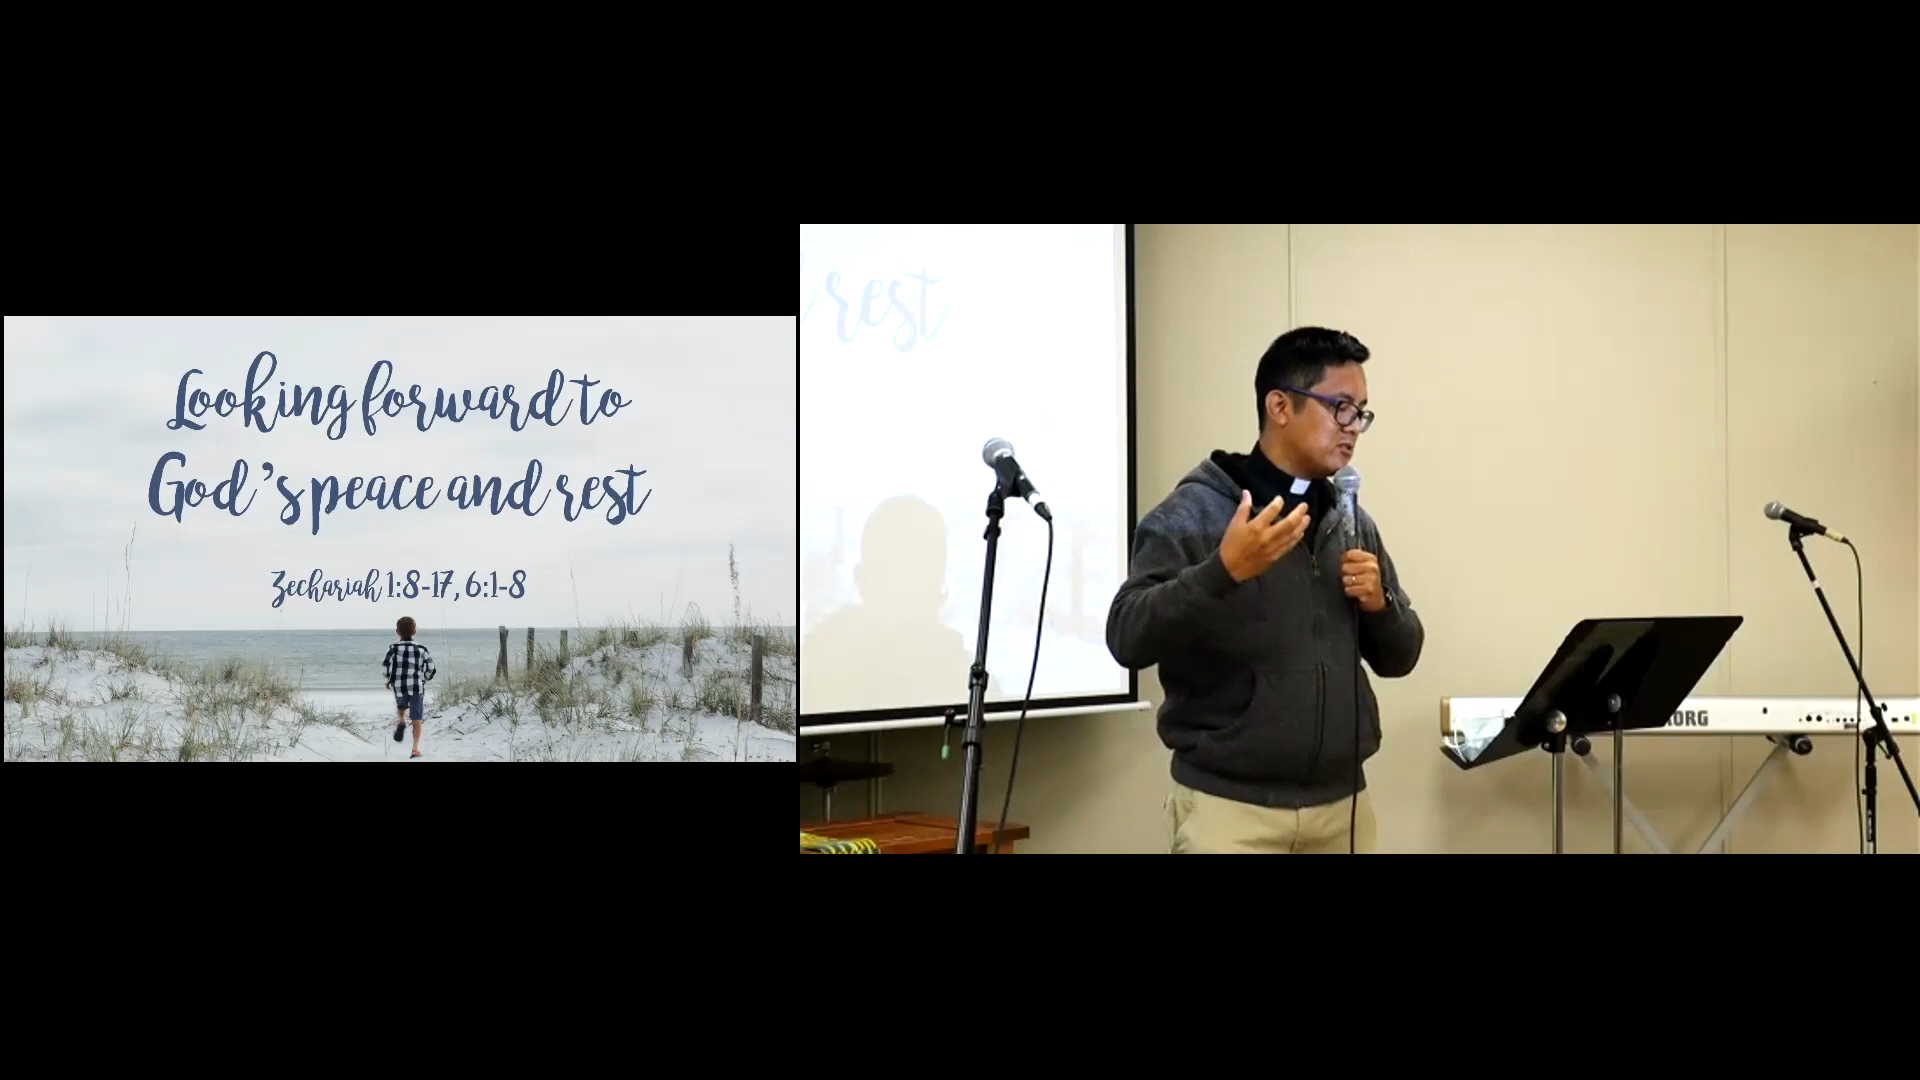 Looking forward to
God's peace and rest
Zechariah 1:8-17, 6:1-8
rest
KORG